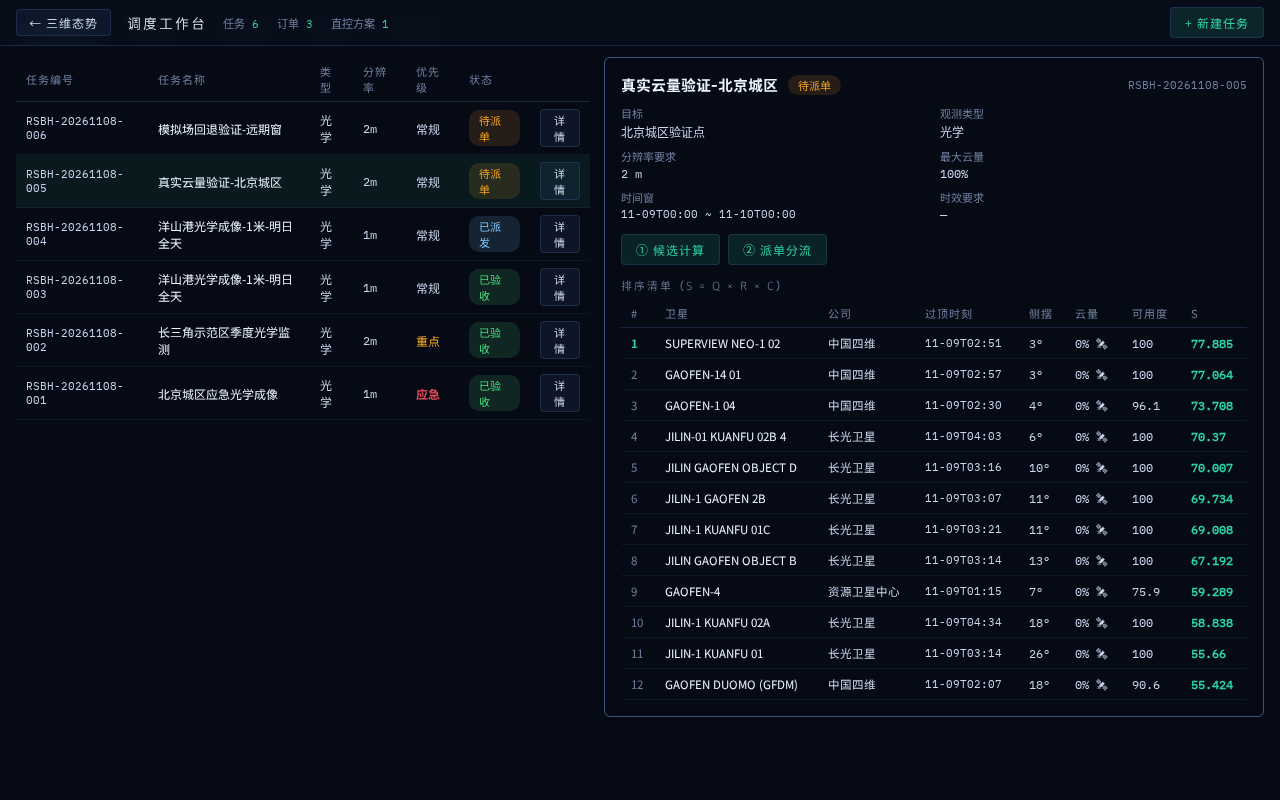 ← 三维态势 调度工作台 任务 6 订单 3 直控方案 1 + 新建任务
任务编号 任务名称 类型 分辨率 优先级 状态
RSBH-20261108-006 模拟场回退验证-远期窗 光学 2m 常规 待派单 详情
RSBH-20261108-005 真实云量验证-北京城区 光学 2m 常规 待派单 详情
RSBH-20261108-004 洋山港光学成像-1米-明日全天 光学 1m 常规 已派发 详情
RSBH-20261108-003 洋山港光学成像-1米-明日全天 光学 1m 常规 已验收 详情
RSBH-20261108-002 长三角示范区季度光学监测 光学 2m 重点 已验收 详情
RSBH-20261108-001 北京城区应急光学成像 光学 1m 应急 已验收 详情
真实云量验证-北京城区 待派单 RSBH-20261108-005
目标 观测类型
北京城区验证点 光学
分辨率要求 最大云量
2 m 100%
时间窗 时效要求
11-09T00:00 ~ 11-10T00:00 —
① 候选计算 ② 派单分流
排序清单 (S = Q × R × C)
# 卫星 公司 过顶时刻 侧摆 云量 可用度 S
1 SUPERVIEW NEO-1 02 中国四维 11-09T02:51 3° 0% 🛰 100 77.885
2 GAOFEN-14 01 中国四维 11-09T02:57 3° 0% 🛰 100 77.064
3 GAOFEN-1 04 中国四维 11-09T02:30 4° 0% 🛰 96.1 73.708
4 JILIN-01 KUANFU 02B 4 长光卫星 11-09T04:03 6° 0% 🛰 100 70.37
5 JILIN GAOFEN OBJECT D 长光卫星 11-09T03:16 10° 0% 🛰 100 70.007
6 JILIN-1 GAOFEN 2B 长光卫星 11-09T03:07 11° 0% 🛰 100 69.734
7 JILIN-1 KUANFU 01C 长光卫星 11-09T03:21 11° 0% 🛰 100 69.008
8 JILIN GAOFEN OBJECT B 长光卫星 11-09T03:14 13° 0% 🛰 100 67.192
9 GAOFEN-4 资源卫星中心 11-09T01:15 7° 0% 🛰 75.9 59.289
10 JILIN-1 KUANFU 02A 长光卫星 11-09T04:34 18° 0% 🛰 100 58.838
11 JILIN-1 KUANFU 01 长光卫星 11-09T03:14 26° 0% 🛰 100 55.66
12 GAOFEN DUOMO (GFDM) 中国四维 11-09T02:07 18° 0% 🛰 90.6 55.424